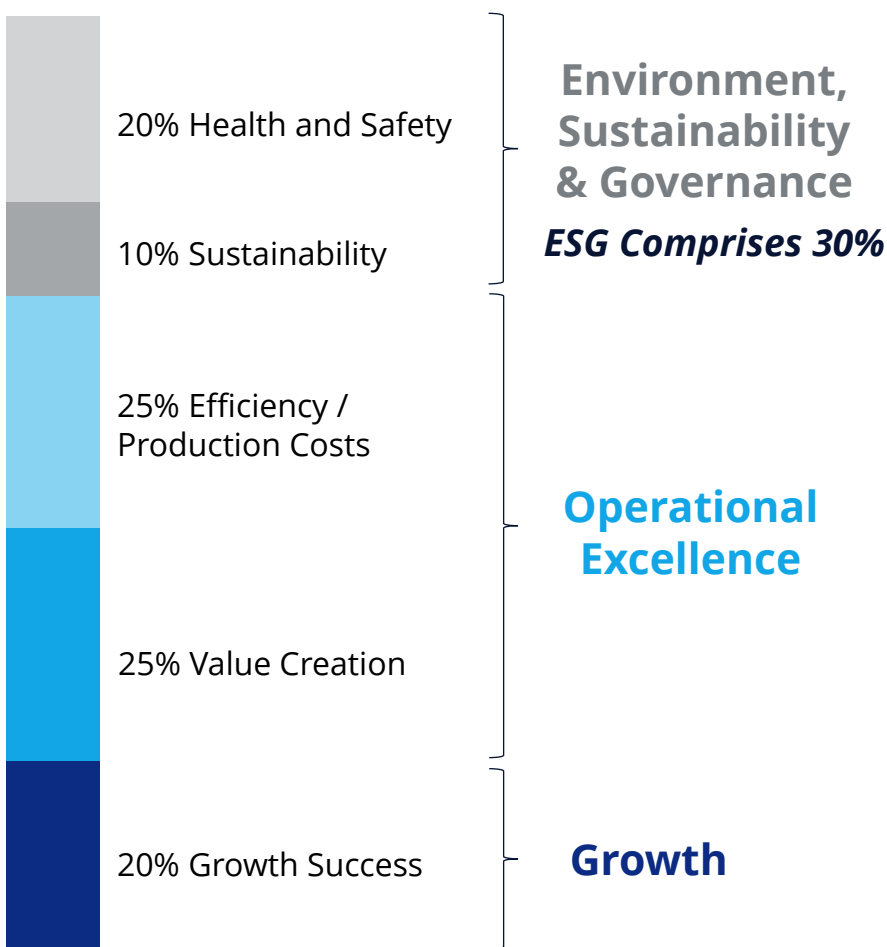 20% Health and Safety
10% Sustainability
25% Efficiency /
Production Costs
25% Value Creation
20% Growth Success
Environment,
Sustainability
& Governance
ESG Comprises 30%
Operational
Excellence
Growth